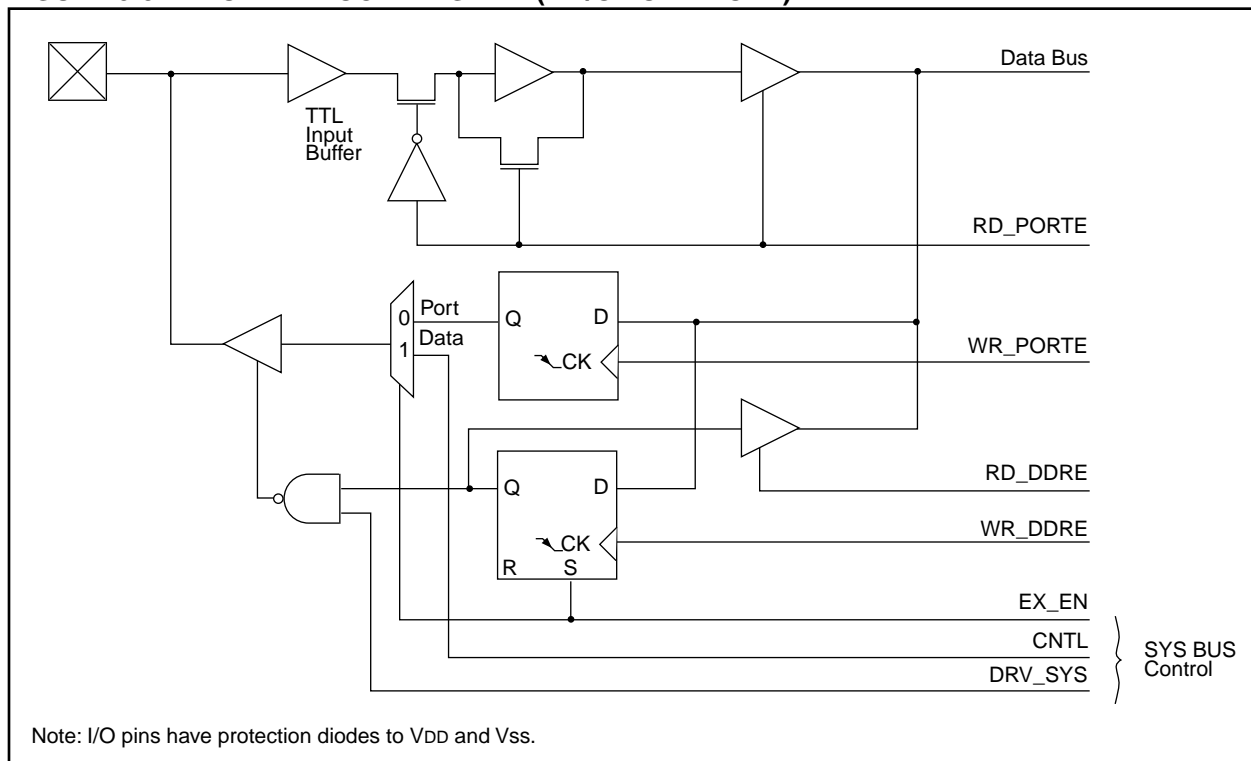 Data Bus
TTL
Input
Buffer
RD_PORTE
Port
0
Data
1
Q
D
CK
WR_PORTE
RD_DDRE
Q
D
CK
WR_DDRE
R
S
EX_EN
CNTL
DRV_SYS
SYS BUS
Control
Note: I/O pins have protection diodes to VDD and Vss.